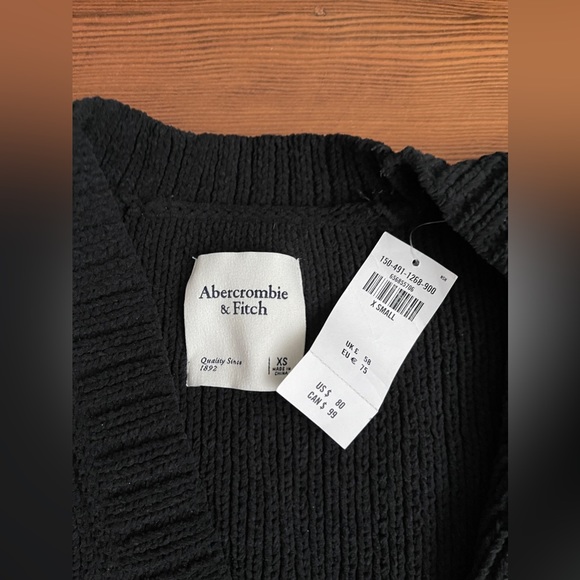 Abercrombie
& Fitch
Quality Since
1892
XS
MADE IN
CHINA
150-491-1268-900
656855706
X SMALL
UK £ 58
EU € 75
US $ 80
CAN $ 99